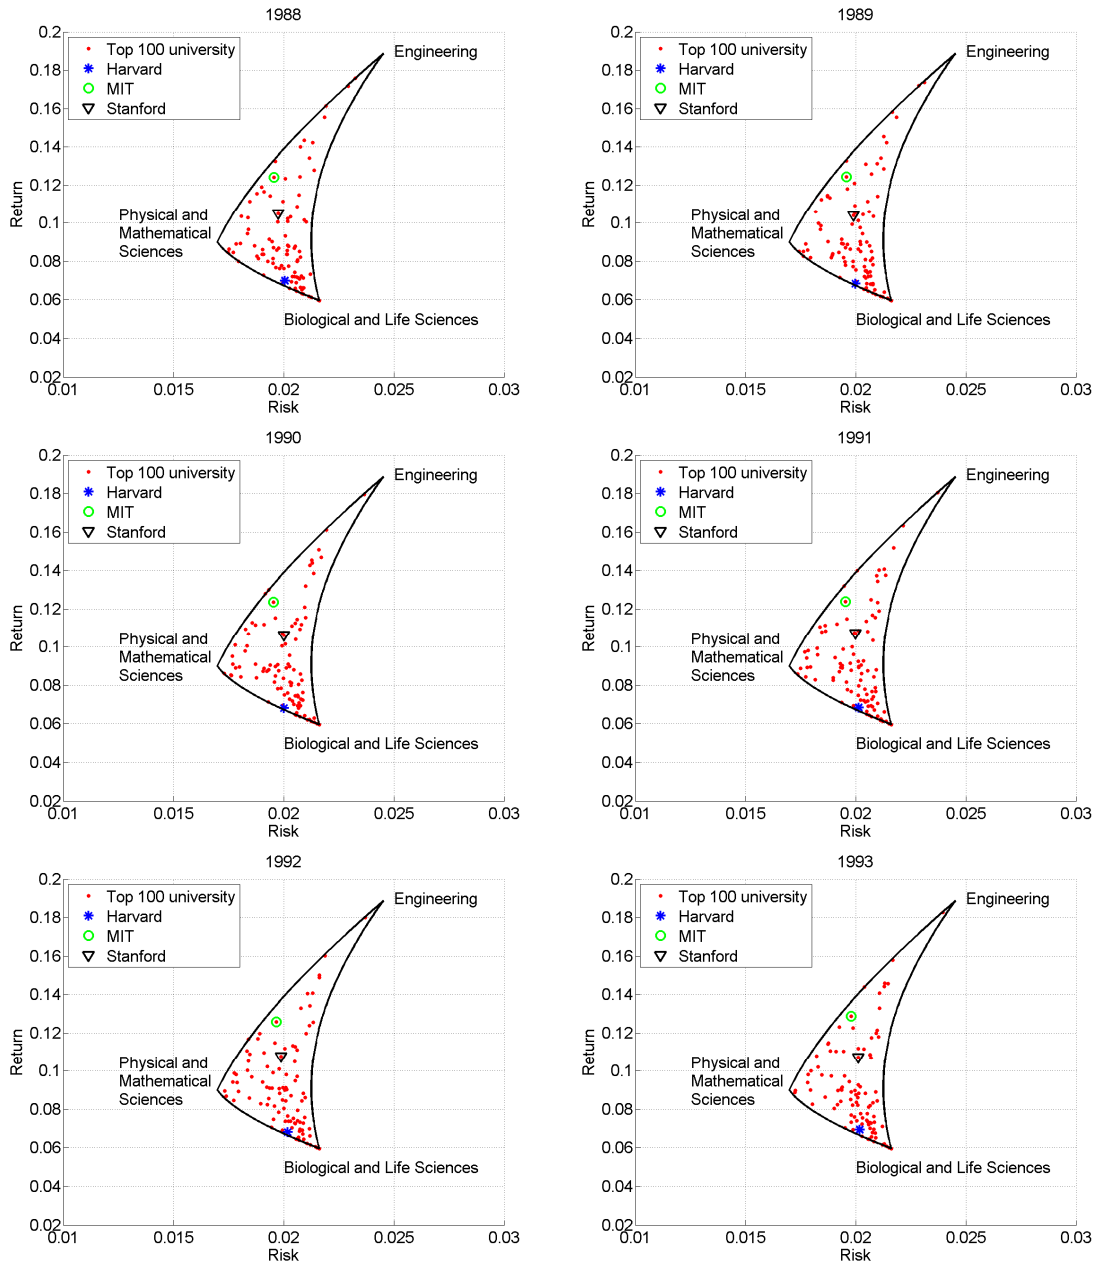 1988
0.2
0.18
0.16
0.14
0.12
0.1
0.08
0.06
0.04
0.02
Return
Top 100 university
Harvard
MIT
Stanford
Engineering
Physical and
Mathematical
Sciences
Biological and Life Sciences
0.01
0.015
0.02
0.025
0.03
Risk
1989
0.2
0.18
0.16
0.14
0.12
0.1
0.08
0.06
0.04
0.02
Return
Top 100 university
Harvard
MIT
Stanford
Engineering
Physical and
Mathematical
Sciences
Biological and Life Sciences
0.01
0.015
0.02
0.025
0.03
Risk
1990
0.2
0.18
0.16
0.14
0.12
0.1
0.08
0.06
0.04
0.02
Return
Top 100 university
Harvard
MIT
Stanford
Engineering
Physical and
Mathematical
Sciences
Biological and Life Sciences
0.01
0.015
0.02
0.025
0.03
Risk
1991
0.2
0.18
0.16
0.14
0.12
0.1
0.08
0.06
0.04
0.02
Return
Top 100 university
Harvard
MIT
Stanford
Engineering
Physical and
Mathematical
Sciences
Biological and Life Sciences
0.01
0.015
0.02
0.025
0.03
Risk
1992
0.2
0.18
0.16
0.14
0.12
0.1
0.08
0.06
0.04
0.02
Return
Top 100 university
Harvard
MIT
Stanford
Engineering
Physical and
Mathematical
Sciences
Biological and Life Sciences
0.01
0.015
0.02
0.025
0.03
Risk
1993
0.2
0.18
0.16
0.14
0.12
0.1
0.08
0.06
0.04
0.02
Return
Top 100 university
Harvard
MIT
Stanford
Engineering
Physical and
Mathematical
Sciences
Biological and Life Sciences
0.01
0.015
0.02
0.025
0.03
Risk